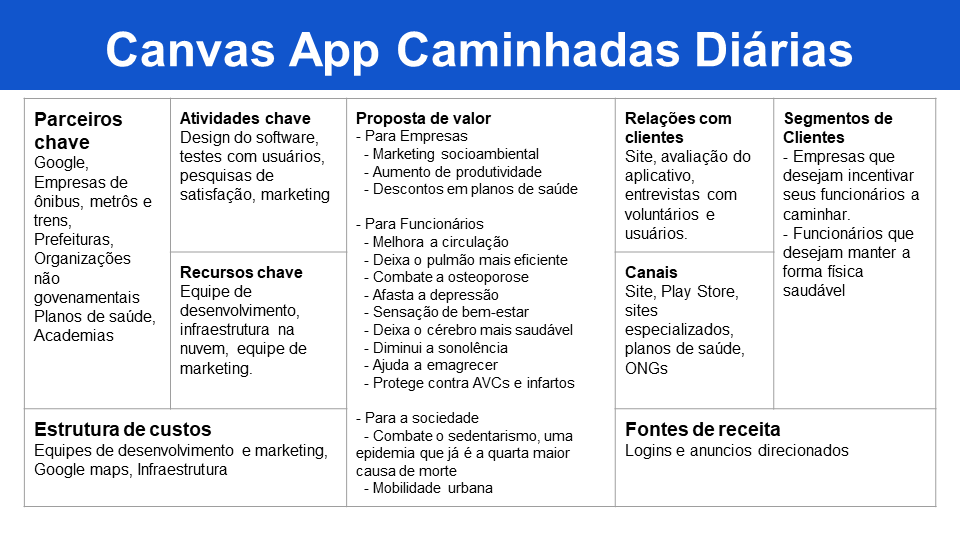 Canvas App Caminhadas Diárias
Parceiros
chave
Google,
Empresas de
ônibus, metrôs e
trens,
Prefeituras,
Organizações
não
govenamentais
Planos de saúde,
Academias
Atividades chave
Design do software,
testes com usuários,
pesquisas de
satisfação, marketing
Recursos chave
Equipe de
desenvolvimento,
infraestrutura na
nuvem, equipe de
marketing.
Proposta de valor
- Para Empresas
- Marketing socioambiental
- Aumento de produtividade
- Descontos em planos de saúde
- Para Funcionários
- Melhora a circulação
- Deixa o pulmão mais eficiente
- Combate a osteoporose
- Afasta a depressão
- Sensação de bem-estar
- Deixa o cérebro mais saudável
- Diminui a sonolência
- Ajuda a emagrecer
- Protege contra AVCs e infartos
- Para a sociedade
- Combate o sedentarismo, uma
epidemia que já é a quarta maior
causa de morte
- Mobilidade urbana
Relações com
clientes
Site, avaliação do
aplicativo,
entrevistas com
voluntários e
usuários.
Canais
Site, Play Store,
sites
especializados,
planos de saúde,
ONGs
Segmentos de
Clientes
- Empresas que
desejam incentivar
seus funcionários a
caminhar.
- Funcionários que
desejam manter a
forma física
saudável
Estrutura de custos
Equipes de desenvolvimento e marketing,
Google maps, Infraestrutura
Fontes de receita
Logins e anuncios direcionados